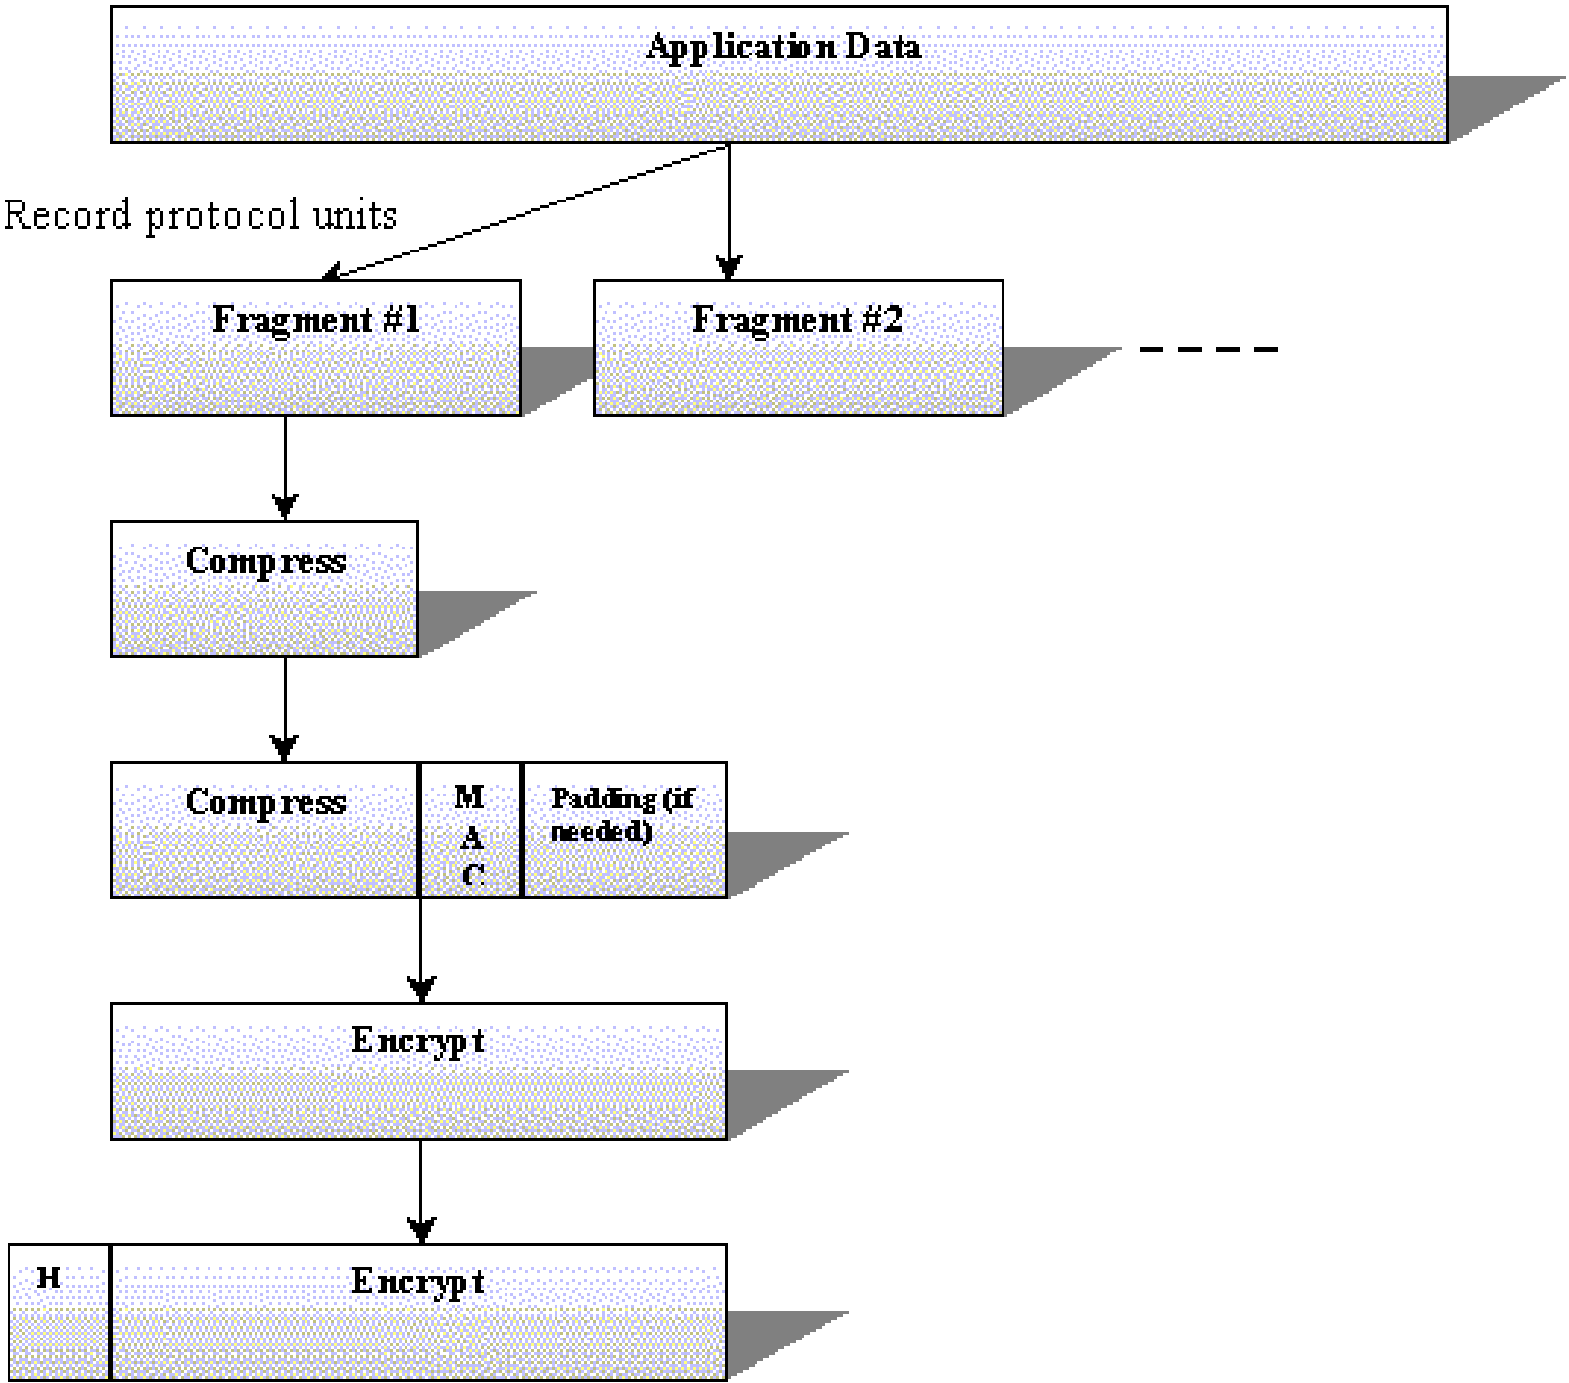 Application Data
Record protocol units
Fragment #1
Fragment #2
Compress
Compress
M
A
C
Padding (if
needed)
Encrypt
H
Encrypt